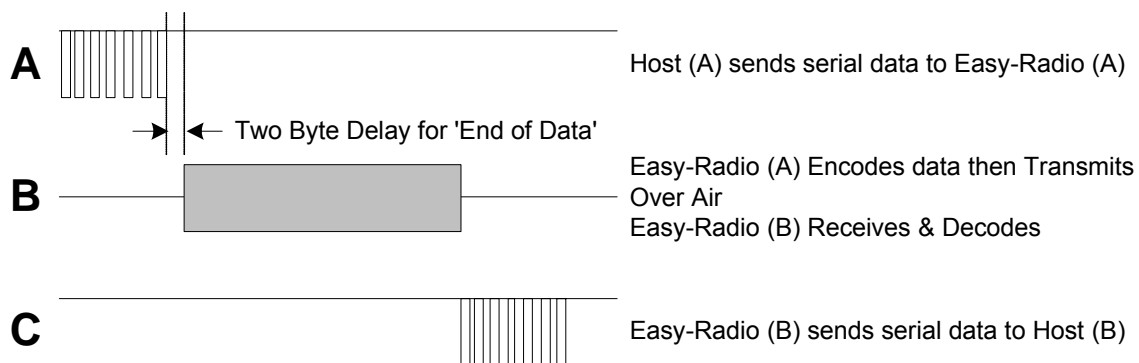 A
Host (A) sends serial data to Easy-Radio (A)
Two Byte Delay for 'End of Data'
B
Easy-Radio (A) Encodes data then Transmits
Over Air
Easy-Radio (B) Receives & Decodes
C
Easy-Radio (B) sends serial data to Host (B)